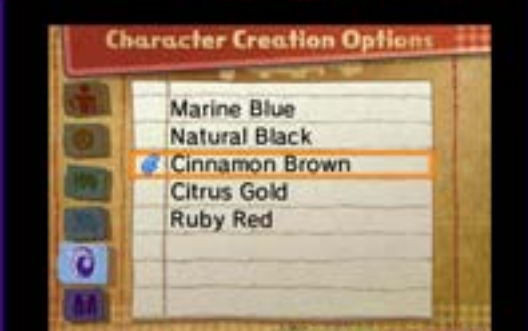 Character Creation Options
Marine Blue
Natural Black
Cinnamon Brown
Citrus Gold
Ruby Red